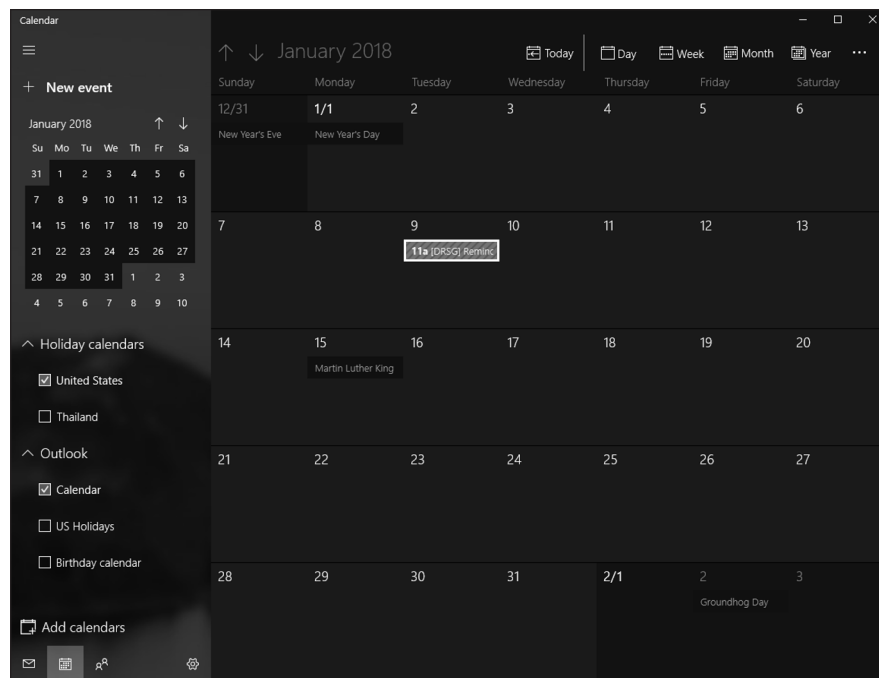 Calendar
+ New event
January 2018
Su Mo Tu We Th Fr Sa
31 1 2 3 4 5 6
7 8 9 10 11 12 13
14 15 16 17 18 19 20
21 22 23 24 25 26 27
28 29 30 31 1 2 3
4 5 6 7 8 9 10
Holiday calendars
United States
Thailand
Outlook
Calendar
US Holidays
Birthday calendar
Add calendars
January 2018 Today Day Week Month Year ...
Sunday Monday Tuesday Wednesday Thursday Friday Saturday
12/31 1/1 2 3 4 5 6
New Year's Eve New Year's Day
7 8 9 10 11 12 13
11a [DRSG] Reminc
14 15 16 17 18 19 20
Martin Luther King
21 22 23 24 25 26 27
28 29 30 31 2/1 2 3
Groundhog Day